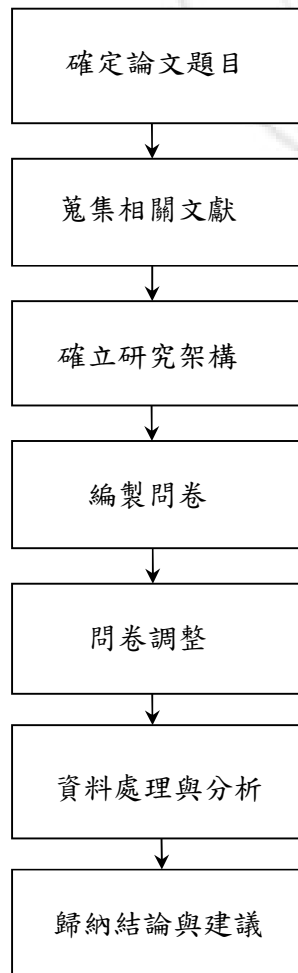 確定論文題目
蒐集相關文獻
確立研究架構
編製問卷
問卷調整
資料處理與分析
歸納結論與建議